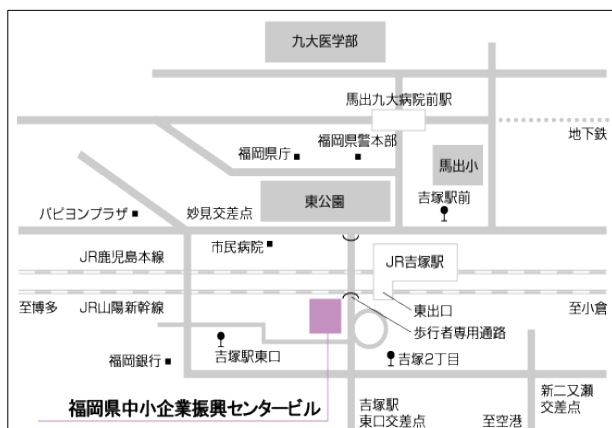 九大医学部
馬出九大病院前駅
地下鉄
福岡県庁
福岡県警本部
馬出小
東公園
吉塚駅前
パピヨンプラザ
妙見交差点
市民病院
JR鹿児島本線
JR吉塚駅
至博多
JR山陽新幹線
東出口
至小倉
歩行者専用通路
吉塚駅東口
福岡銀行
吉塚2丁目
福岡県中小企業振興センタービル
吉塚駅
東口交差点
至空港
新二又瀬
交差点